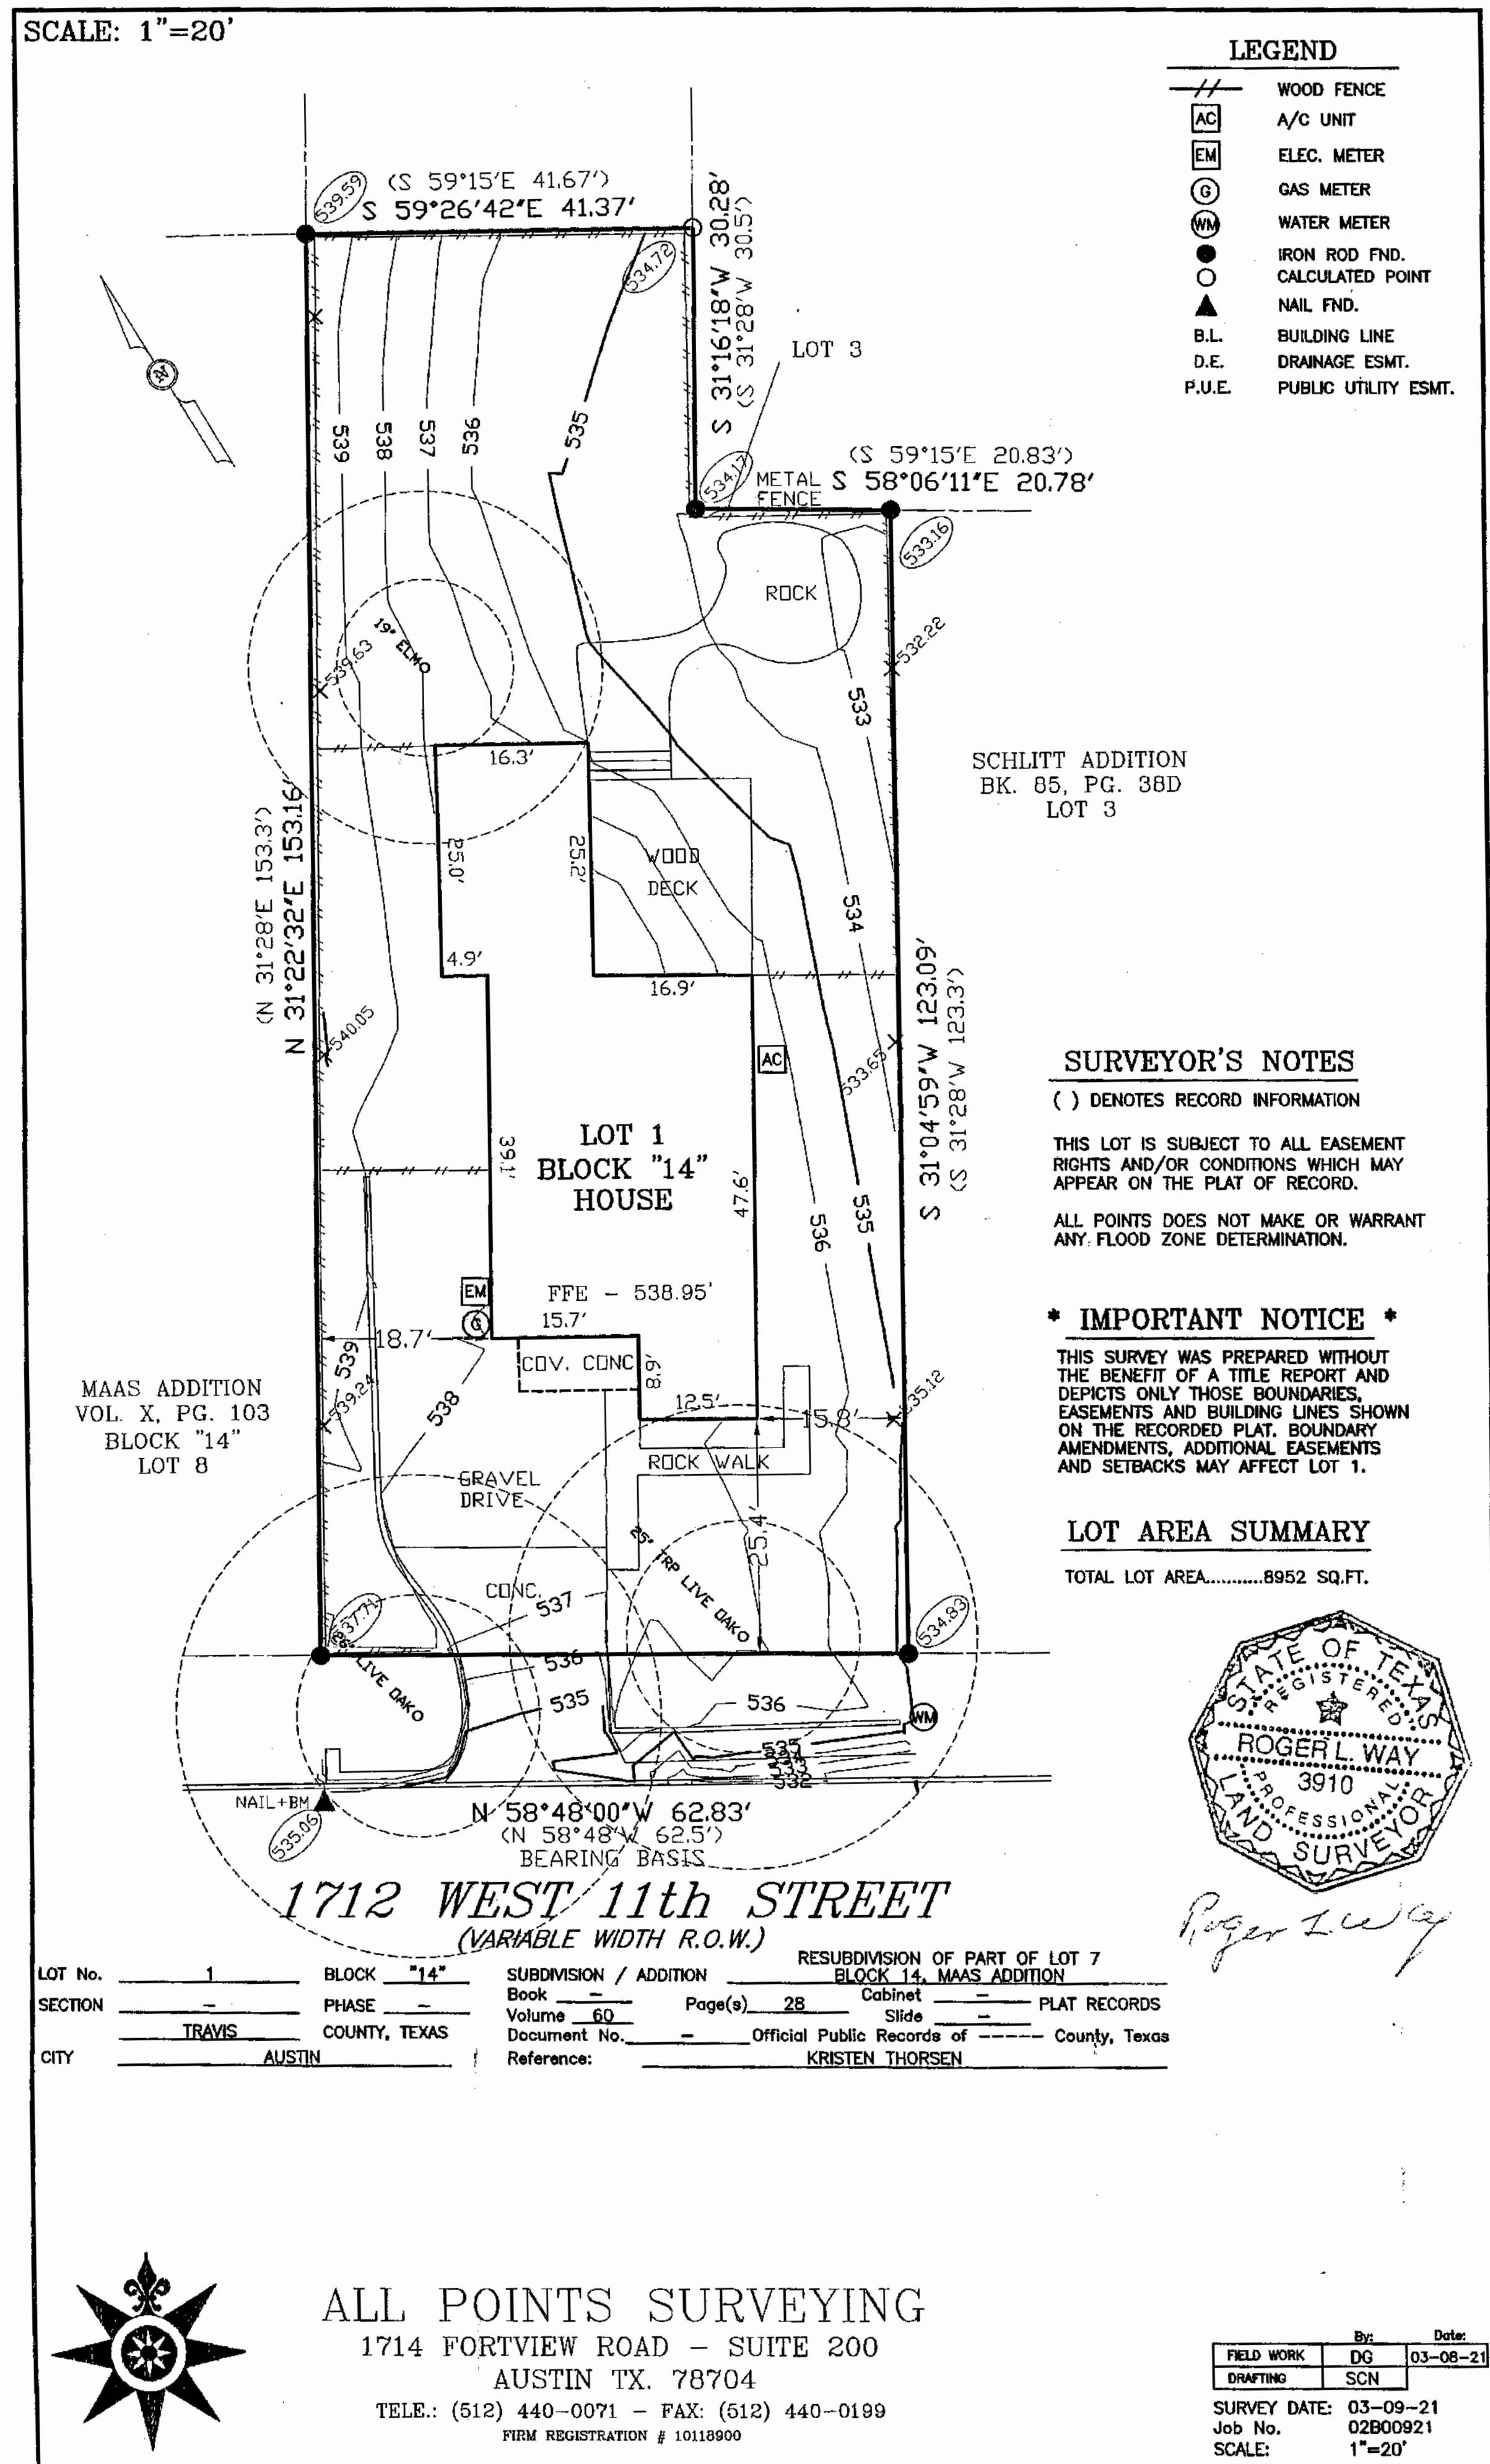 SCALE: 1"=20'
LEGEND
WOOD FENCE
AC A/C UNIT
EM ELEC. METER
G GAS METER
WM WATER METER
IRON ROD FND.
CALCULATED POINT
NAIL FND.
B.L. BUILDING LINE
D.E. DRAINAGE ESMT.
P.U.E. PUBLIC UTILITY ESMT.
539.59
(S 59°15'E 41.67')
S 59°26'42"E 41.37'
534.72
S 31°16'18"W 30.28'
(S 31°28'W 30.5')
N
LOT 3
539
538
537
536
535
534.17
METAL
FENCE
(S 59°15'E 20.83')
S 58°06'11"E 20.78'
533.16
ROCK
19" ELMO
539.63
532.22
533
16.3'
SCHLITT ADDITION
BK. 85, PG. 38D
LOT 3
(N 31°28'E 153.3')
N 31°22'32"E 153.16'
25.0'
25.2'
WOOD
DECK
534
4.9'
16.9'
540.05
AC
533.65
S 31°04'59"W 123.09'
(S 31°28'W 123.3')
SURVEYOR'S NOTES
( ) DENOTES RECORD INFORMATION
THIS LOT IS SUBJECT TO ALL EASEMENT
RIGHTS AND/OR CONDITIONS WHICH MAY
APPEAR ON THE PLAT OF RECORD.
ALL POINTS DOES NOT MAKE OR WARRANT
ANY FLOOD ZONE DETERMINATION.
39.1'
LOT 1
BLOCK "14"
HOUSE
47.6'
536
535
EM
G
FFE - 538.95'
15.7'
18.7'
COV. CONC
8.6'
539
539.24
538
12.5'
15.8'
535.12
* IMPORTANT NOTICE *
THIS SURVEY WAS PREPARED WITHOUT
THE BENEFIT OF A TITLE REPORT AND
DEPICTS ONLY THOSE BOUNDARIES,
EASEMENTS AND BUILDING LINES SHOWN
ON THE RECORDED PLAT. BOUNDARY
AMENDMENTS, ADDITIONAL EASEMENTS
AND SETBACKS MAY AFFECT LOT 1.
MAAS ADDITION
VOL. X, PG. 103
BLOCK "14"
LOT 8
GRAVEL
DRIVE
ROCK WALK
25.4'
25" TRP LIVE OAKO
LOT AREA SUMMARY
TOTAL LOT AREA..........8952 SQ.FT.
CONC.
537
537.71
LIVE OAKO
534.83
536
535
536
WM
535
534
533
532
NAIL+BM
535.06
N 58°48'00"W 62.83'
(N 58°48'W 62.5')
BEARING BASIS
STATE OF TEXAS
REGISTERED
ROGER L. WAY
3910
PROFESSIONAL
LAND SURVEYOR
Roger L. Way
1712 WEST 11th STREET
(VARIABLE WIDTH R.O.W.)
LOT No. 1 BLOCK "14" SUBDIVISION / ADDITION RESUBDIVISION OF PART OF LOT 7
BLOCK 14, MAAS ADDITION
SECTION - PHASE - Book - Page(s) 28 Cabinet - PLAT RECORDS
Volume 60 Slide -
TRAVIS COUNTY, TEXAS Document No. - Official Public Records of ----- County, Texas
CITY AUSTIN Reference: KRISTEN THORSEN
ALL POINTS SURVEYING
1714 FORTVIEW ROAD - SUITE 200
AUSTIN TX. 78704
TELE.: (512) 440-0071 - FAX: (512) 440-0199
FIRM REGISTRATION # 10118900
By: Date:
FIELD WORK DG 03-08-21
DRAFTING SCN
SURVEY DATE: 03-09-21
Job No. 02B00921
SCALE: 1"=20'